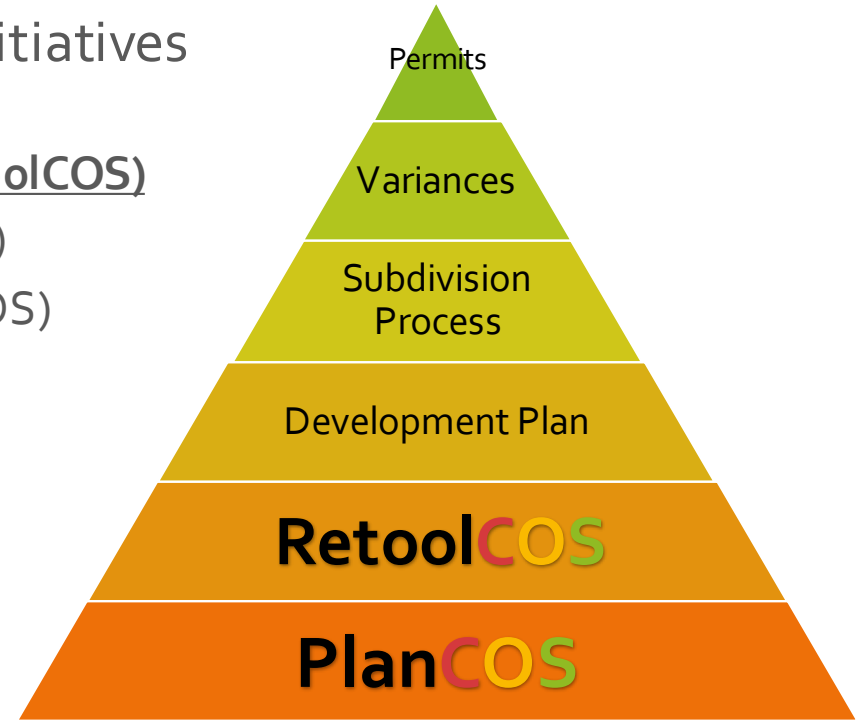 itiatives
olCOS)
)
OS)
Permits
Variances
Subdivision
Process
Development Plan
RetoolCOS
PlanCOS